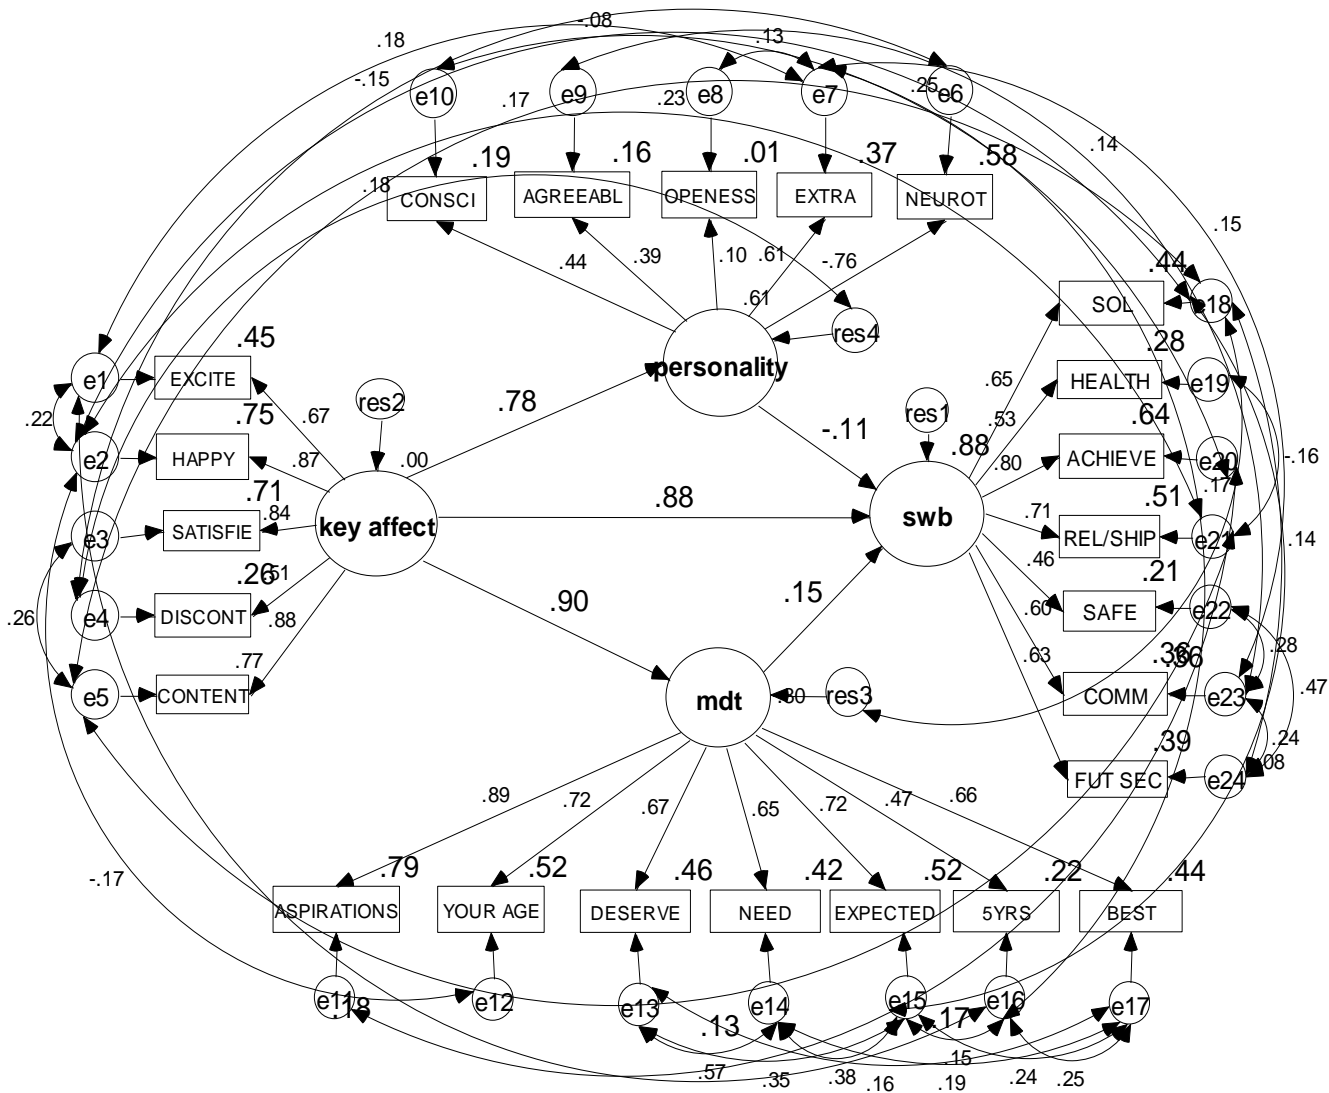 -.08
.18
.13
-.15
e10
e9
e8
e7
e6
.25
.17
.23
.14
.19
.16
.01
.37
.58
.18
CONSCI
AGREEABL
OPENESS
EXTRA
NEUROT
.15
.44
.39
.10
.61
-.76
.44
SOL
e18
.61
res4
.45
.28
e1
EXCITE
personality
.65
HEALTH
e19
.22
.75
.67
res2
.78
res1
.53
.64
-.11
e2
HAPPY
.87
.00
.88
.80
ACHIEVE
e20
-.16
.71
.88
.17
.51
.84
e3
SATISFIE
key affect
swb
.71
REL/SHIP
e21
.14
.26
.51
.46
.21
.26
e4
DISCONT
.88
.90
.15
.60
SAFE
e22
.77
.63
.36
.36
.28
e5
CONTENT
mdt
.80
res3
COMM
e23
.47
.39
.24
.08
FUT SEC
e24
.89
.72
.67
.65
.72
.47
.66
-.17
.79
.52
.46
.42
.52
.22
.44
ASPIRATIONS
YOUR AGE
DESERVE
NEED
EXPECTED
5YRS
BEST
e11
e12
e13
e14
e15
e16
e17
.18
.13
.17
.57
.35
.38
.16
.15
.19
.24
.25